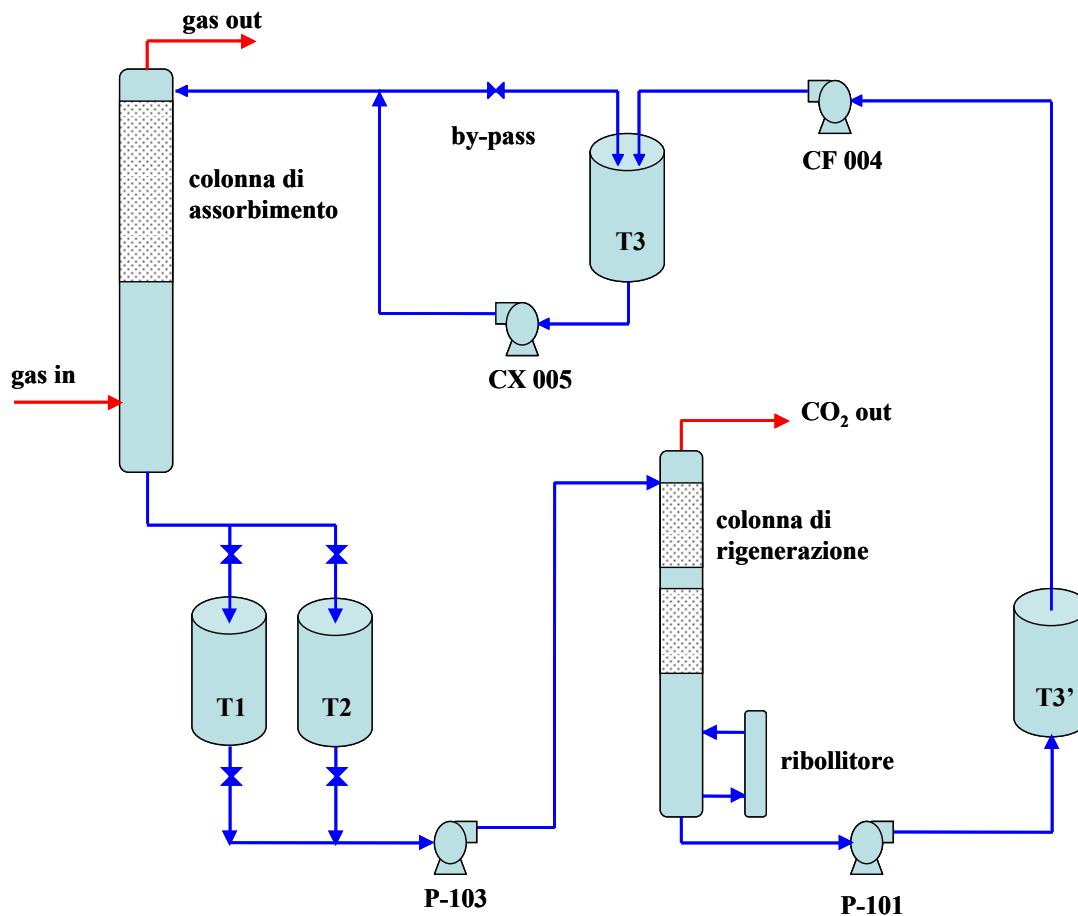 gas out
by-pass
CF 004
colonna di
assorbimento
T3
gas in
CX 005
CO₂ out
colonna di
rigenerazione
T1
T2
T3’
ribollitore
P-103
P-101